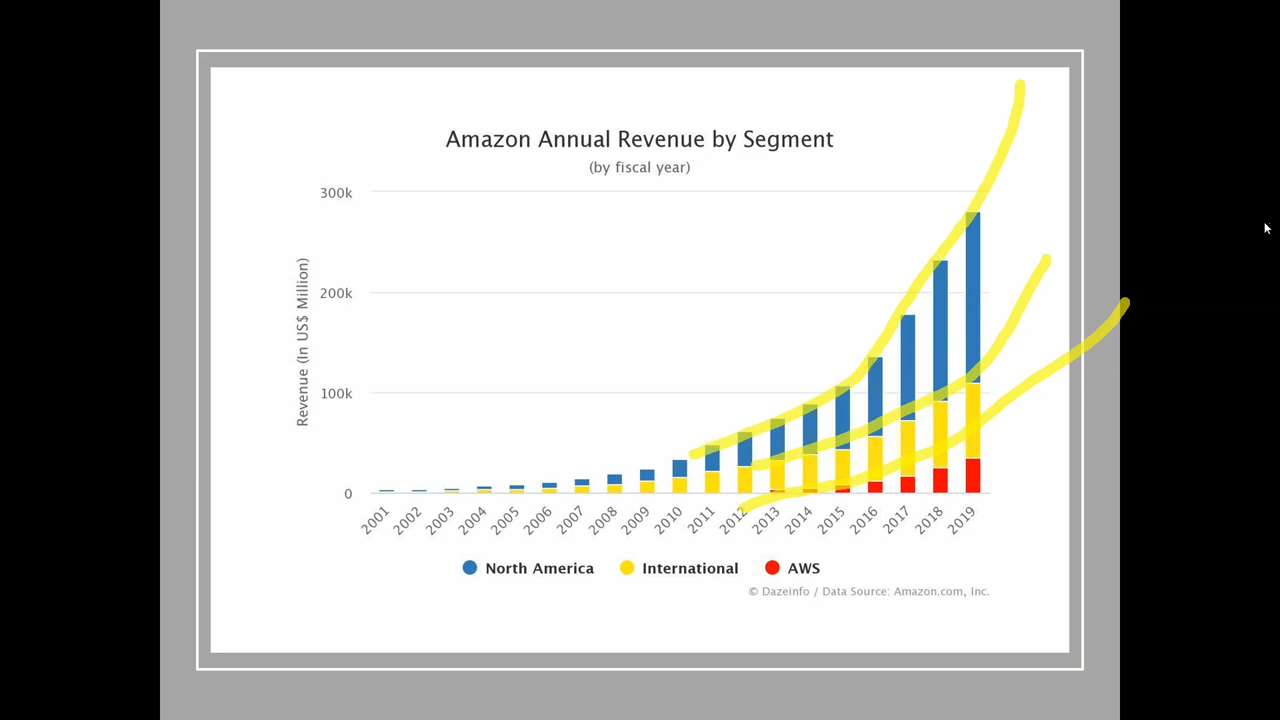 Amazon Annual Revenue by Segment
(by fiscal year)
Revenue (In US$ Million)
300k
200k
100k
0
2001 2002 2003 2004 2005 2006 2007 2008 2009 2010 2011 2012 2013 2014 2015 2016 2017 2018 2019
North America International AWS
© Dazeinfo / Data Source: Amazon.com, Inc.